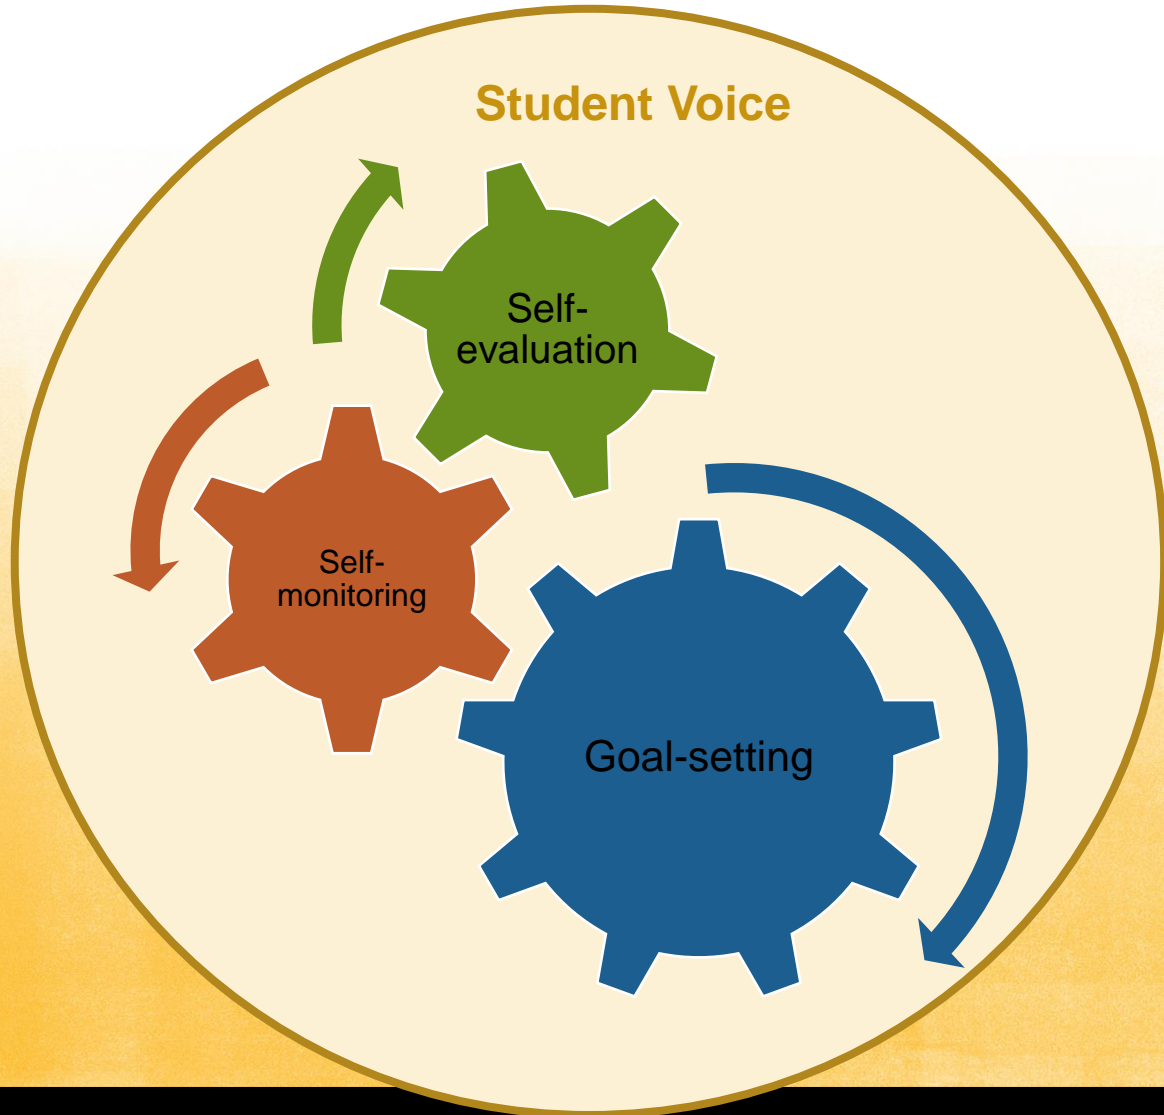 Student Voice
Self-
evaluation
Self-
monitoring
Goal-setting